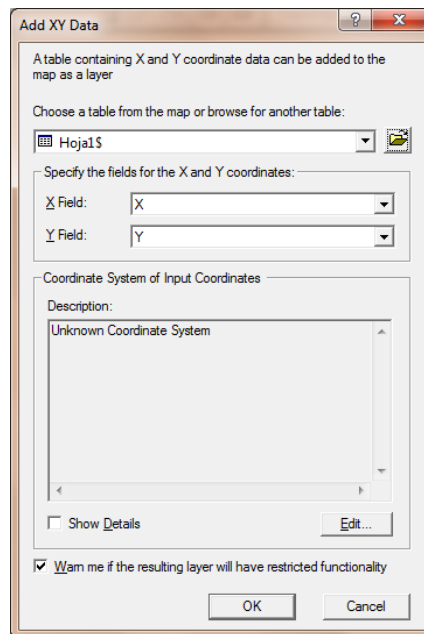 Add XY Data
A table containing X and Y coordinate data can be added to the
map as a layer
Choose a table from the map or browse for another table:
Hoja1$
Specify the fields for the X and Y coordinates:
X Field:
X
Y Field:
Y
Coordinate System of Input Coordinates
Description:
Unknown Coordinate System
Show Details
Edit...
Warn me if the resulting layer will have restricted functionality
OK
Cancel